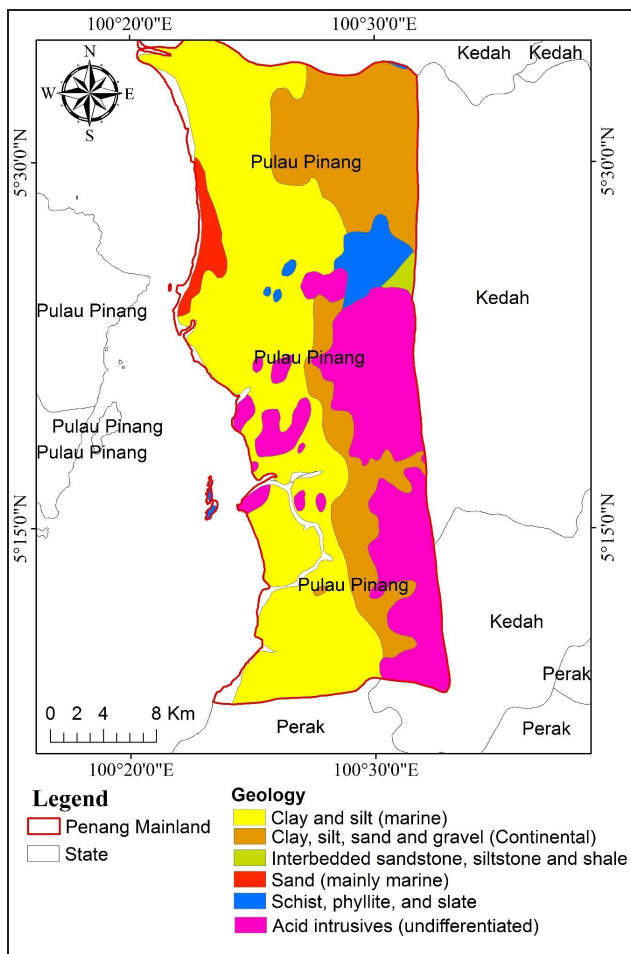 100°20'0"E
100°30'0"E
N
W
E
S
Kedah
Kedah
5°30'0"N
5°30'0"N
Pulau Pinang
Pulau Pinang
Kedah
Pulau Pinang
Pulau Pinang
Pulau Pinang
5°15'0"N
5°15'0"N
Pulau Pinang
Kedah
Perak
0 4 8 Km
Perak
Perak
100°20'0"E
100°30'0"E
Legend
Penang Mainland
State
Geology
Clay and silt (marine)
Clay, silt, sand and gravel (Continental)
Interbedded sandstone, siltstone and shale
Sand (mainly marine)
Schist, phyllite, and slate
Acid intrusives (undifferentiated)